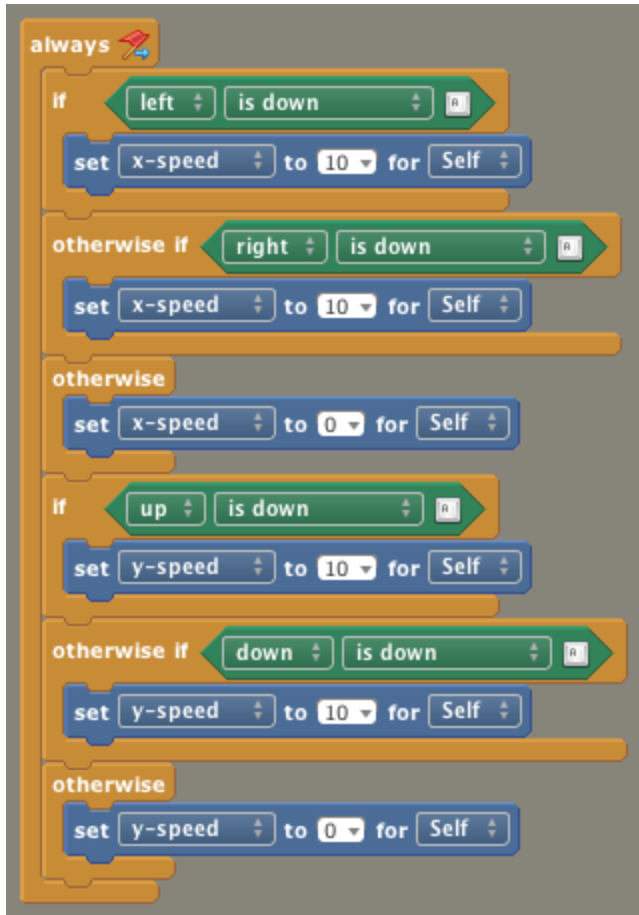 always
if left is down A
set x-speed to 10 for Self
otherwise if right is down A
set x-speed to 10 for Self
otherwise
set x-speed to 0 for Self
if up is down A
set y-speed to 10 for Self
otherwise if down is down A
set y-speed to 10 for Self
otherwise
set y-speed to 0 for Self